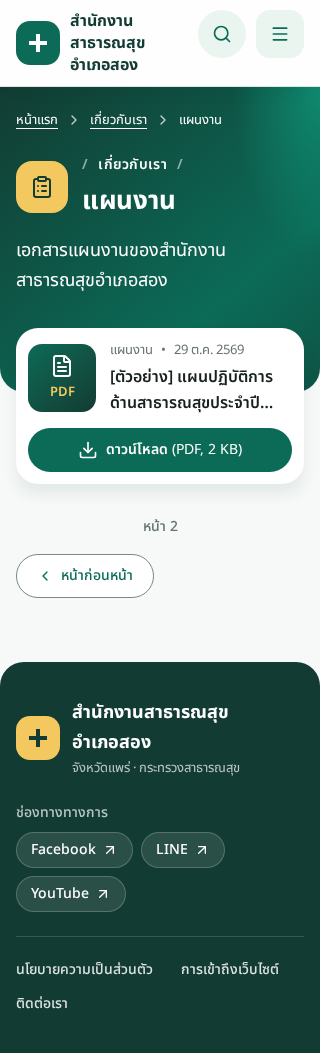 สำนักงาน
สาธารณสุข
อำเภอสอง
หน้าแรก > เกี่ยวกับเรา > แผนงาน
/ เกี่ยวกับเรา /
แผนงาน
เอกสารแผนงานของสำนักงาน
สาธารณสุขอำเภอสอง
แผนงาน • 29 ต.ค. 2569
[ตัวอย่าง] แผนปฏิบัติการ
ด้านสาธารณสุขประจำปี...
PDF
ดาวน์โหลด (PDF, 2 KB)
หน้า 2
หน้าก่อนหน้า
สำนักงานสาธารณสุข
อำเภอสอง
จังหวัดแพร่ · กระทรวงสาธารณสุข
ช่องทางทางการ
Facebook
LINE
YouTube
นโยบายความเป็นส่วนตัว
การเข้าถึงเว็บไซต์
ติดต่อเรา